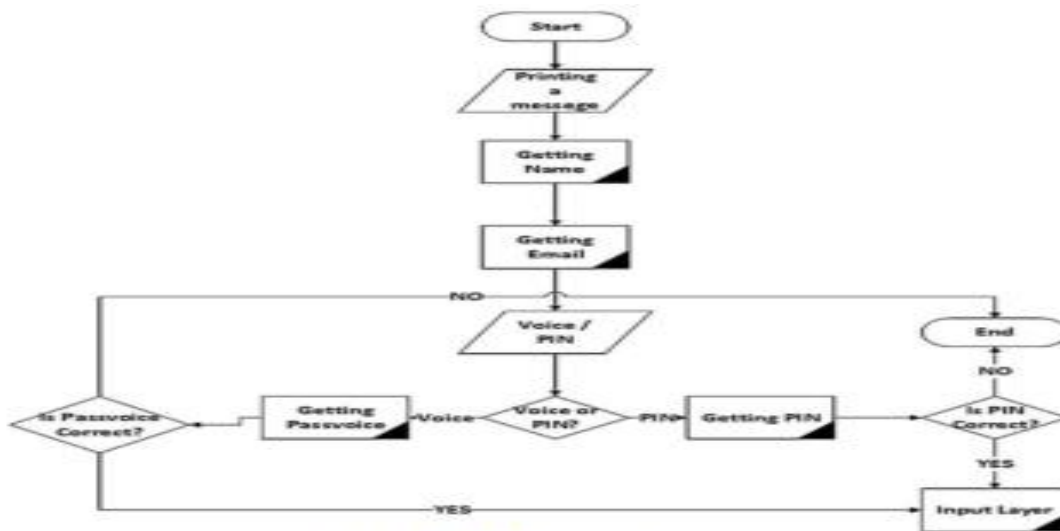 Start
Printing
a
message
Getting
Name
Getting
Email
NO
Voice /
PIN
End
NO
Is Passvoice
Correct?
Getting
Passvoice
Voice
Voice or
PIN?
PIN
Getting PIN
Is PIN
Correct?
YES
YES
Input Layer